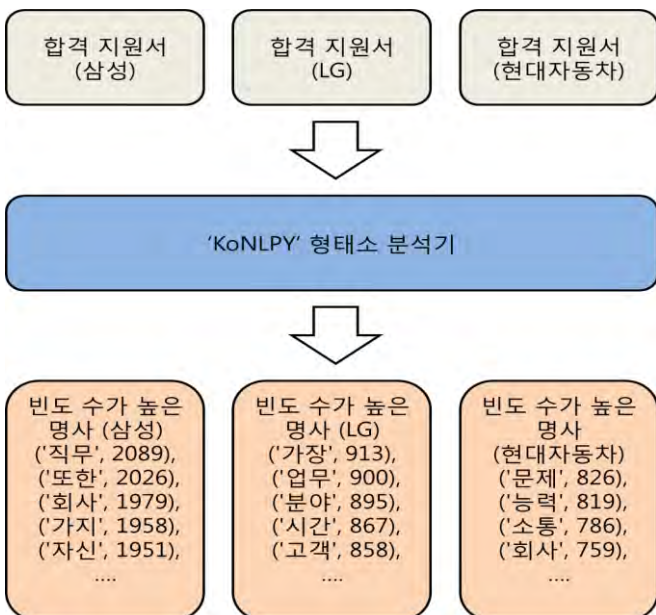 합격 지원서
(삼성)
합격 지원서
(LG)
합격 지원서
(현대자동차)
‘KoNLPY‘ 형태소 분석기
빈도 수가 높은
명사 (삼성)
('직무', 2089),
('또한', 2026),
('회사', 1979),
('가지', 1958),
('자신', 1951),
....
빈도 수가 높은
명사 (LG)
('가장', 913),
('업무', 900),
('분야', 895),
('시간', 867),
('고객', 858),
....
빈도 수가 높은
명사
(현대자동차)
('문제', 826),
('능력', 819),
('소통', 786),
('회사', 759),
....